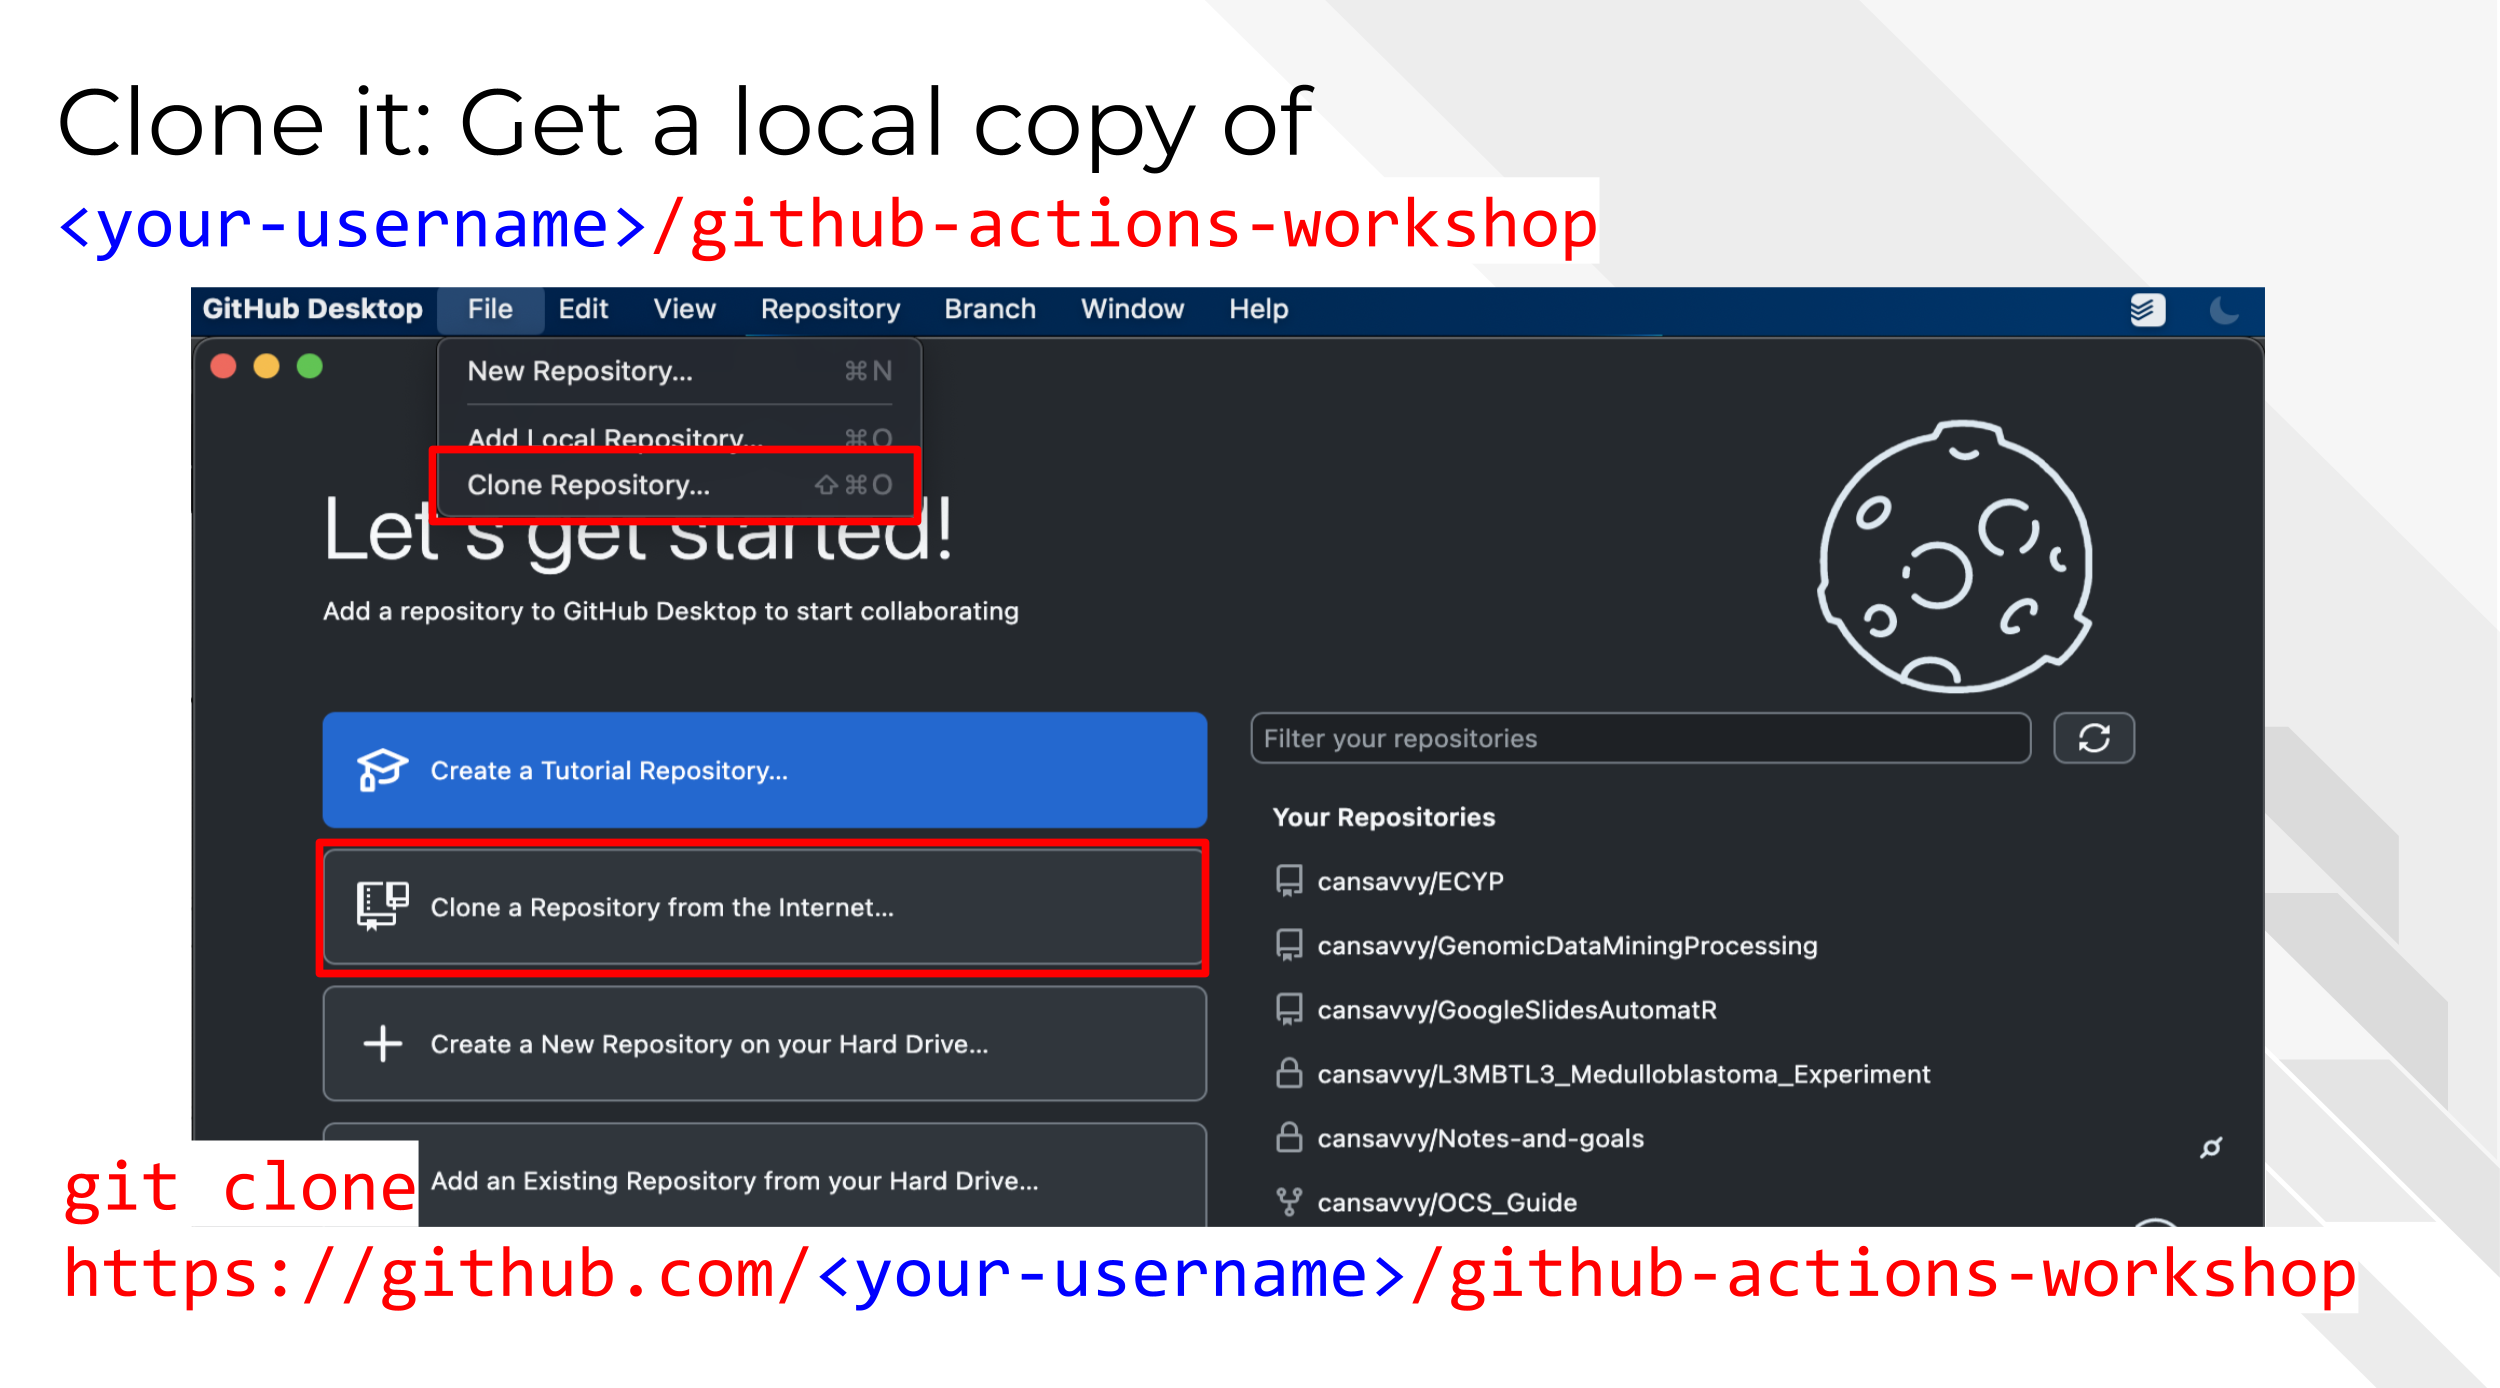 Clone it: Get a local copy of
<your-username>/github-actions-workshop
GitHub Desktop File Edit View Repository Branch Window Help
New Repository... ⌘N
Add Local Repository... ⌘O
Clone Repository... ⇧⌘O
Let's get started!
Add a repository to GitHub Desktop to start collaborating
Create a Tutorial Repository...
Clone a Repository from the Internet...
Create a New Repository on your Hard Drive...
Add an Existing Repository from your Hard Drive...
Filter your repositories
Your Repositories
cansavvy/ECYP
cansavvy/GenomicDataMiningProcessing
cansavvy/GoogleSlidesAutomatR
cansavvy/L3MBTL3_Medulloblastoma_Experiment
cansavvy/Notes-and-goals
cansavvy/OCS_Guide
git clone
https://github.com/<your-username>/github-actions-workshop